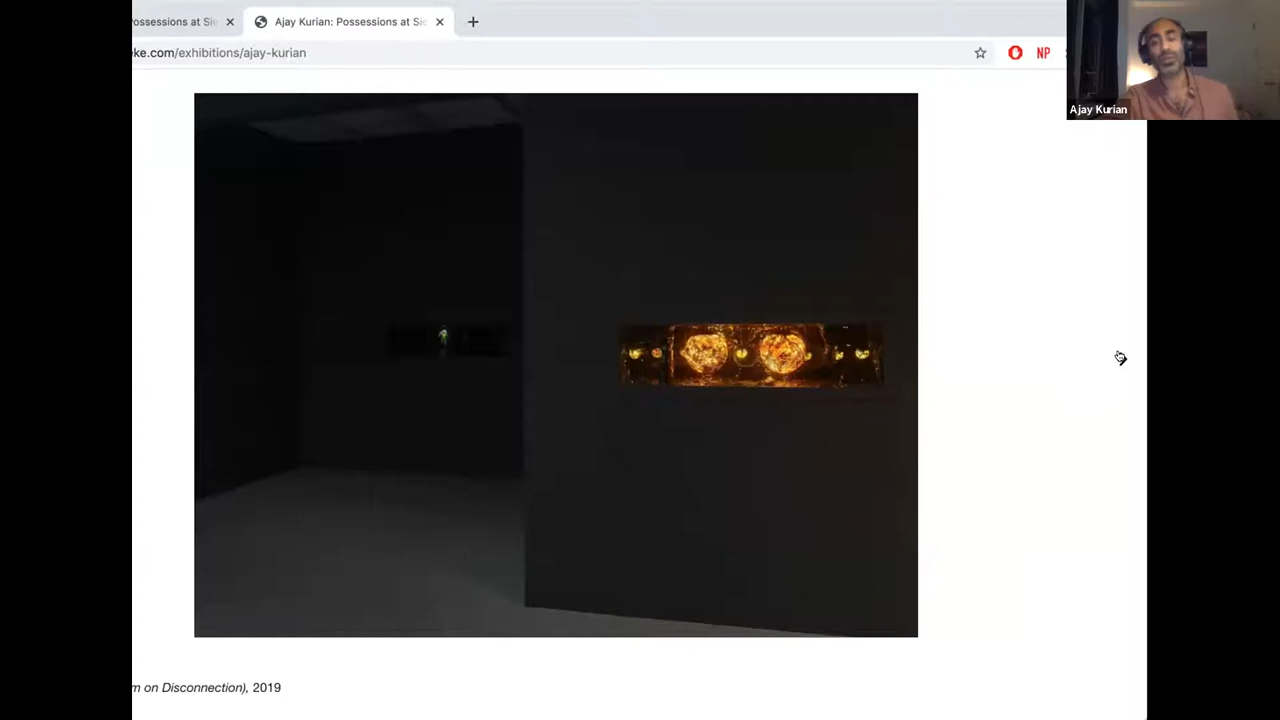 ossessions at Si
Ajay Kurian: Possessions at Si
ke.com/exhibitions/ajay-kurian
NP
Ajay Kurian
m on Disconnection), 2019